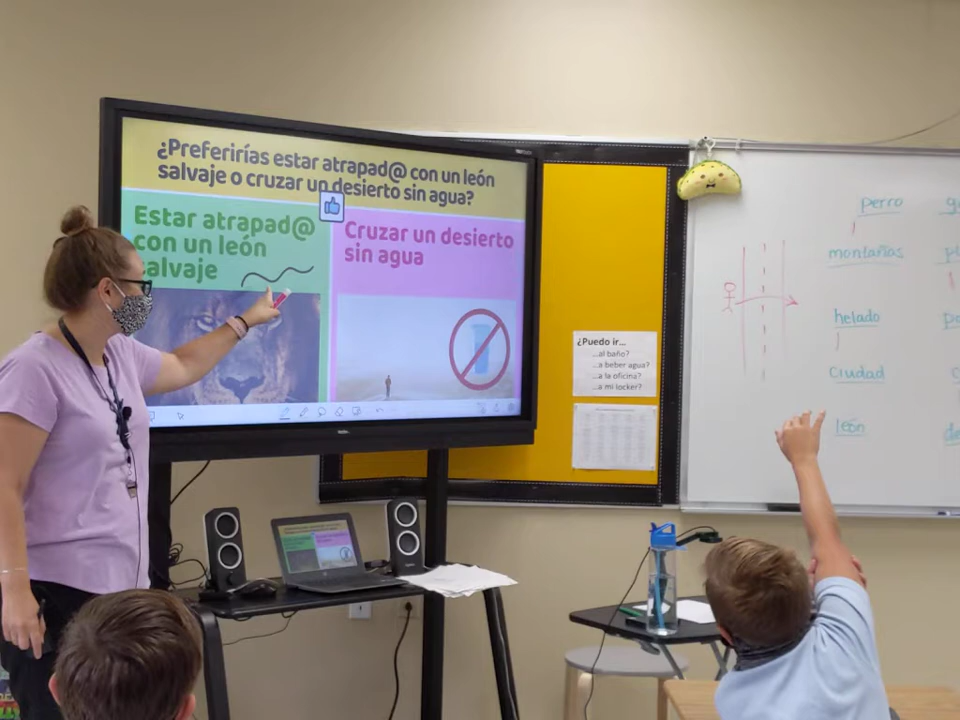 ¿Preferirías estar atrapad@ con un león
salvaje o cruzar un desierto sin agua?
Estar atrapad@
con un león
salvaje
Cruzar un desierto
sin agua
¿Puedo ir...
...al baño?
...a beber agua?
...a la oficina?
...a mi locker?
perro
montañas
helado
ciudad
león